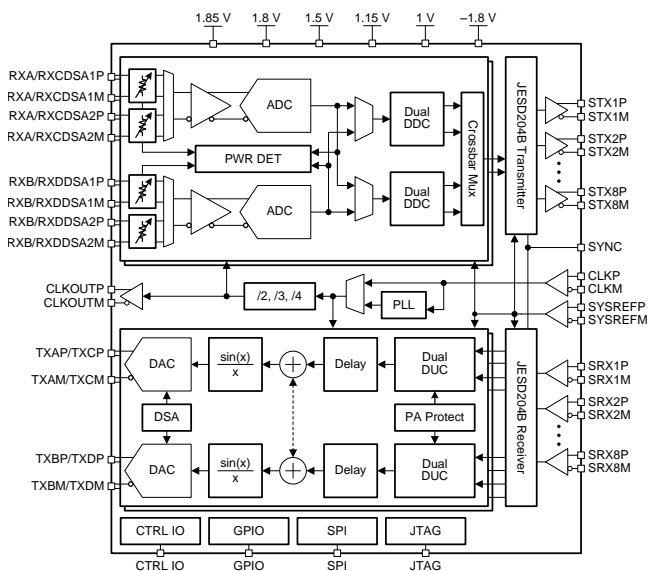 1.85 V
1.8 V
1.5 V
1.15 V
1 V
–1.8 V
RXA/RXCDSA1P
RXA/RXCDSA1M
RXA/RXCDSA2P
RXA/RXCDSA2M
RXB/RXDDSA1P
RXB/RXDDSA1M
RXB/RXDDSA2P
RXB/RXDDSA2M
ADC
PWR DET
ADC
Dual
DDC
Dual
DDC
Crossbar Mux
JESD204B Transmitter
STX1P
STX1M
STX2P
STX2M
STX8P
STX8M
SYNC
CLKOUTP
CLKOUTM
/2, /3, /4
PLL
CLKP
CLKM
SYSREFP
SYSREFM
TXAP/TXCP
TXAM/TXCM
TXBP/TXDP
TXBM/TXDM
DAC
sin(x)
x
Delay
Dual
DUC
DSA
PA Protect
DAC
sin(x)
x
Delay
Dual
DUC
JESD204B Receiver
SRX1P
SRX1M
SRX2P
SRX2M
SRX8P
SRX8M
CTRL IO
GPIO
SPI
JTAG
CTRL IO
GPIO
SPI
JTAG